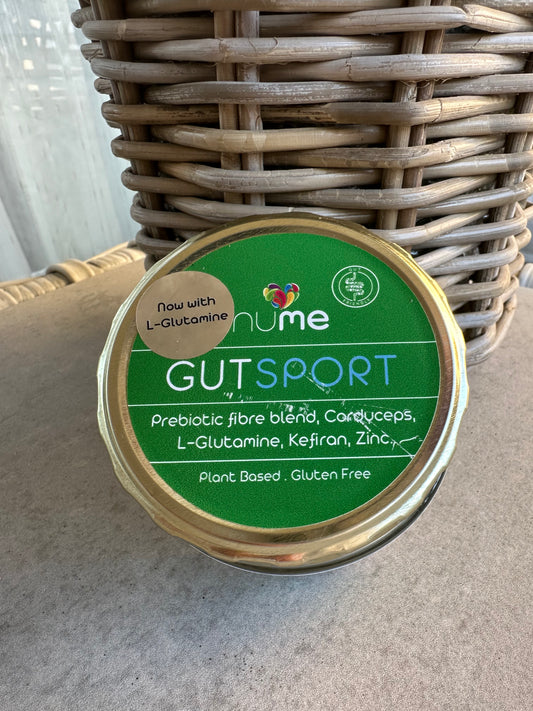 Now with
L-Glutamine
nume
GUTSPORT
Prebiotic fibre blend, Corduceps,
L-Glutamine, Kefiran, Zinc.
Plant Based . Gluten Free